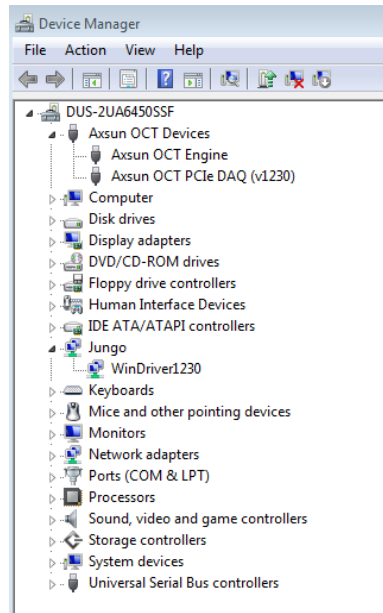 Device Manager
File Action View Help
DUS-2UA6450SSF
Axsun OCT Devices
Axsun OCT Engine
Axsun OCT PCIe DAQ (v1230)
Computer
Disk drives
Display adapters
DVD/CD-ROM drives
Floppy drive controllers
Human Interface Devices
IDE ATA/ATAPI controllers
Jungo
WinDriver1230
Keyboards
Mice and other pointing devices
Monitors
Network adapters
Ports (COM & LPT)
Processors
Sound, video and game controllers
Storage controllers
System devices
Universal Serial Bus controllers